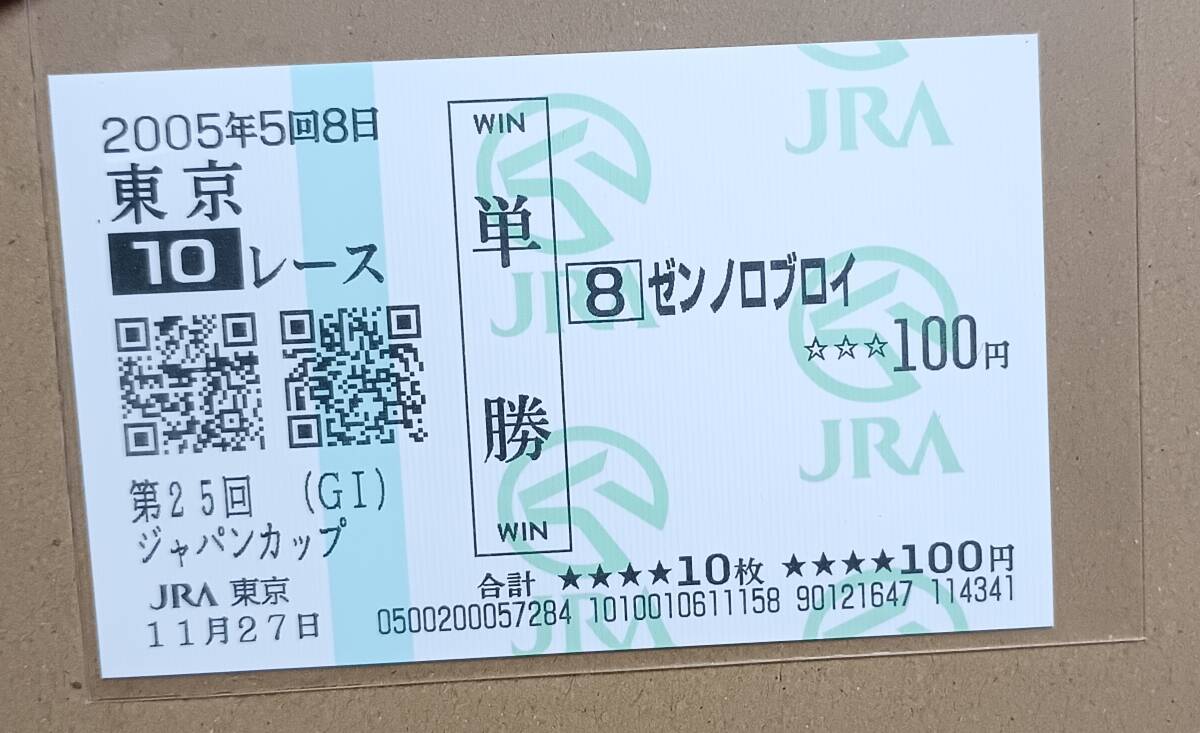 2005年5回8日
東京
10レース
第25回 (GI)
ジャパンカップ
JRA 東京
11月27日
WIN
単勝
WIN
8 ゼンノロブロイ
☆☆☆100円
合計 ★★★★10枚 ★★★★100円
0500200057284 1010010611158 90121647 114341
JRA
JRA
JRA
JRA